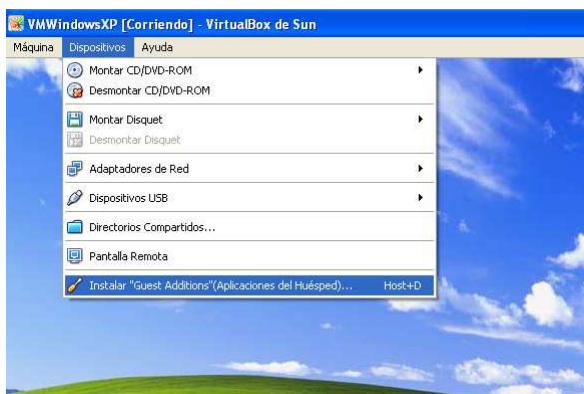 VMWindowsXP [Corriendo] - VirtualBox de Sun
Máquina Dispositivos Ayuda
Montar CD/DVD-ROM
Desmontar CD/DVD-ROM
Montar Disquet
Desmontar Disquet
Adaptadores de Red
Dispositivos USB
Directorios Compartidos...
Pantalla Remota
Instalar "Guest Additions"(Aplicaciones del Huésped)... Host+D